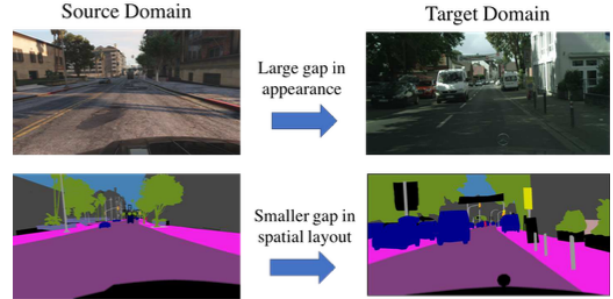 Source Domain
Target Domain
Large gap in
appearance
Smaller gap in
spatial layout